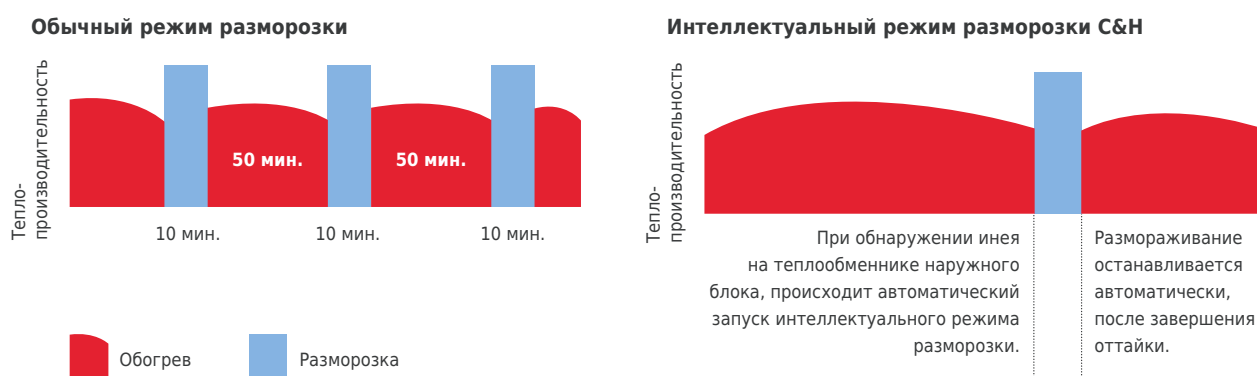 Обычный режим разморозки
Тепло-
производительность
50 мин.
50 мин.
10 мин.
10 мин.
10 мин.
Обогрев
Разморозка
Интеллектуальный режим разморозки C&H
Тепло-
производительность
При обнаружении инея
на теплообменнике наружного
блока, происходит автоматический
запуск интеллектуального режима
разморозки.
Размораживание
останавливается
автоматически,
после завершения
оттайки.